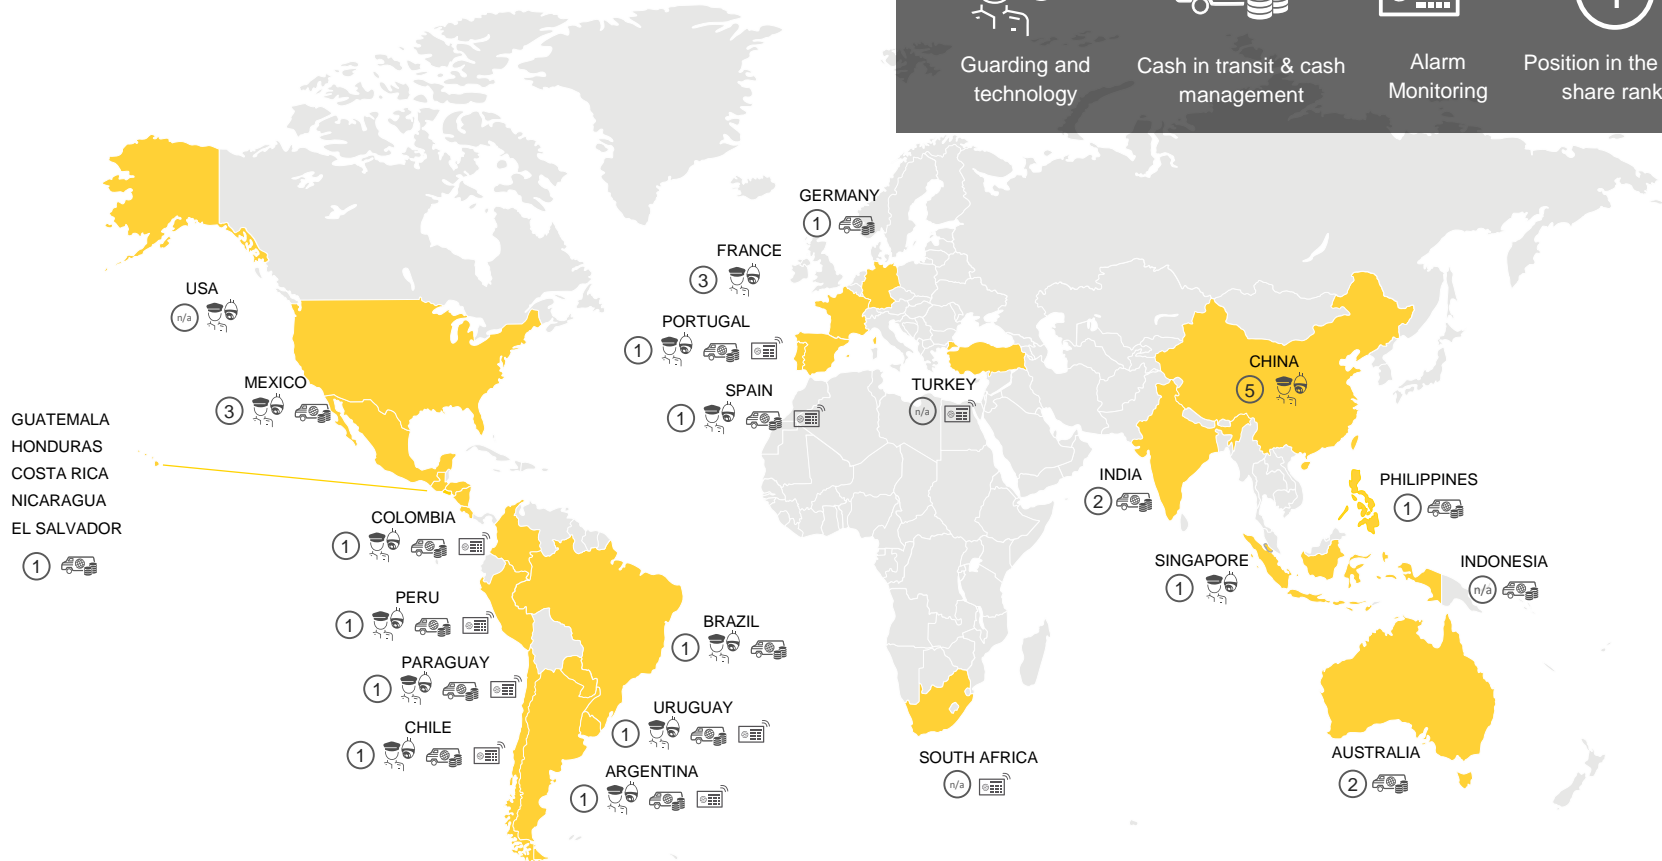 Guarding and
technology
Cash in transit & cash
management
Alarm
Monitoring
1
Position in the
share rank
GERMANY
1
FRANCE
3
USA
n/a
PORTUGAL
1
MEXICO
3
SPAIN
1
TURKEY
n/a
CHINA
5
GUATEMALA
HONDURAS
COSTA RICA
NICARAGUA
EL SALVADOR
1
INDIA
2
PHILIPPINES
1
COLOMBIA
1
SINGAPORE
1
INDONESIA
n/a
PERU
1
BRAZIL
1
PARAGUAY
1
URUGUAY
1
CHILE
1
ARGENTINA
1
SOUTH AFRICA
n/a
AUSTRALIA
2